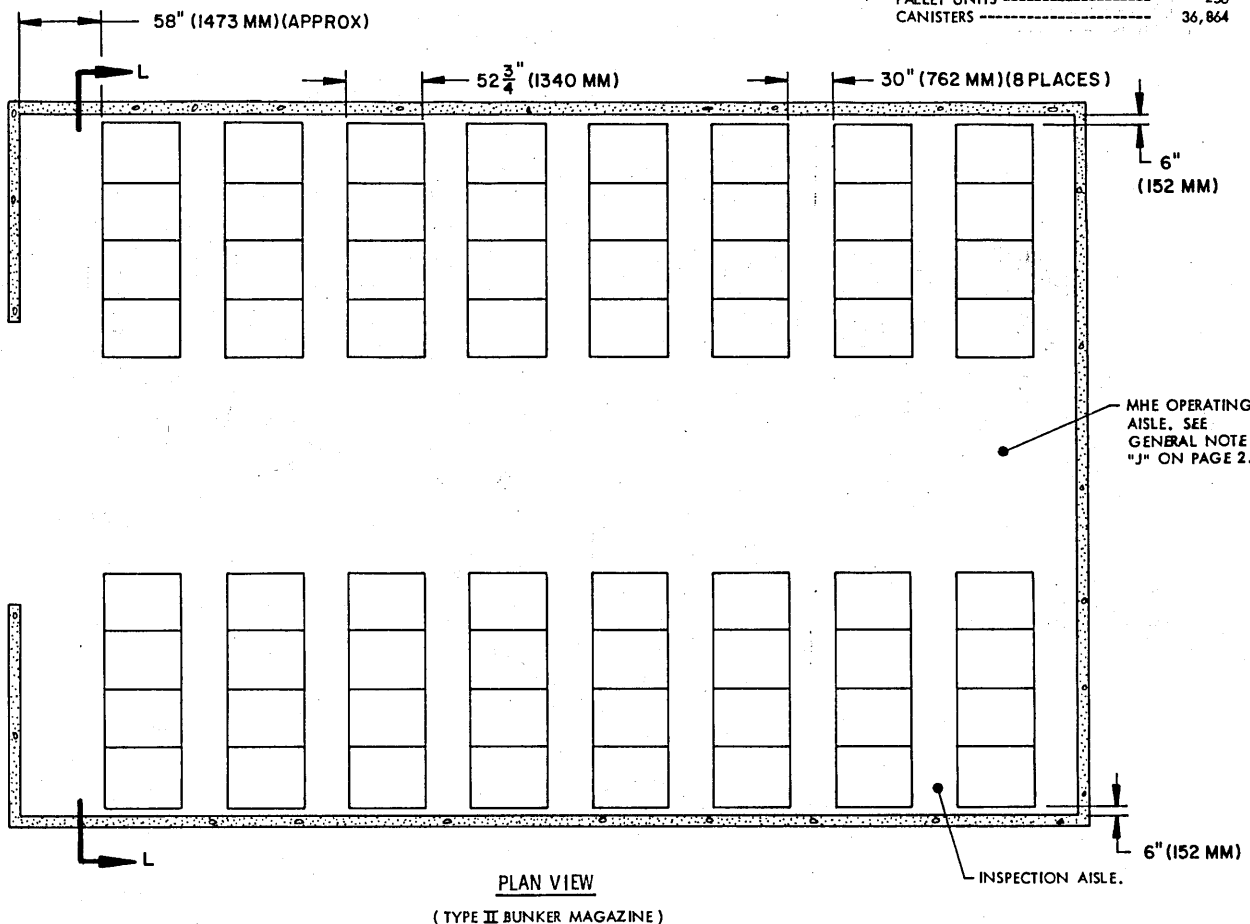 58" (1473 MM)(APPROX)
CANISTERS ---------------------- 36,864
L
52 3/4" (1340 MM)
30" (762 MM)(8 PLACES)
6"
(152 MM)
MHE OPERATING
AISLE. SEE
GENERAL NOTE
"J" ON PAGE 2.
L
6" (152 MM)
INSPECTION AISLE.
PLAN VIEW
(TYPE II BUNKER MAGAZINE)